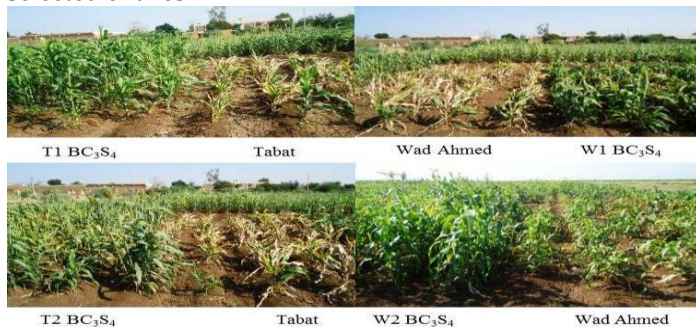 T1 BC₃S₄ Tabat Wad Ahmed W1 BC₃S₄
T2 BC₃S₄ Tabat W2 BC₃S₄ Wad Ahmed